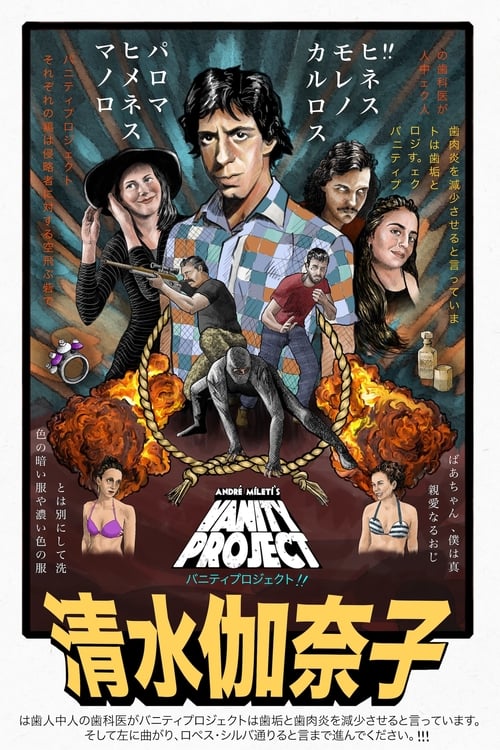 ヒネス
モレノ
カルロス
!!
パロマ
ヒメネス
マノロ
の歯科医が
人中ェク人
歯肉炎を減少させると言っていま
トは歯垢と
ロジす。ェク
バニティプ
バニティプロジェクト
それぞれの鶏は侵略者に対する空飛ぶ砦で
とは別にして洗
色の暗い服や濃い色の服
ばあちゃん、僕は真
親愛なるおじ
ANDRÉ MILETÍ'S
VANITY
PROJECT
バニティプロジェクト!!
清水伽奈子
は歯人中人の歯科医がバニティプロジェクトは歯垢と歯肉炎を減少させると言っています。
そして左に曲がり、ロペス・シルバ通りると言まで進んでください。!!!